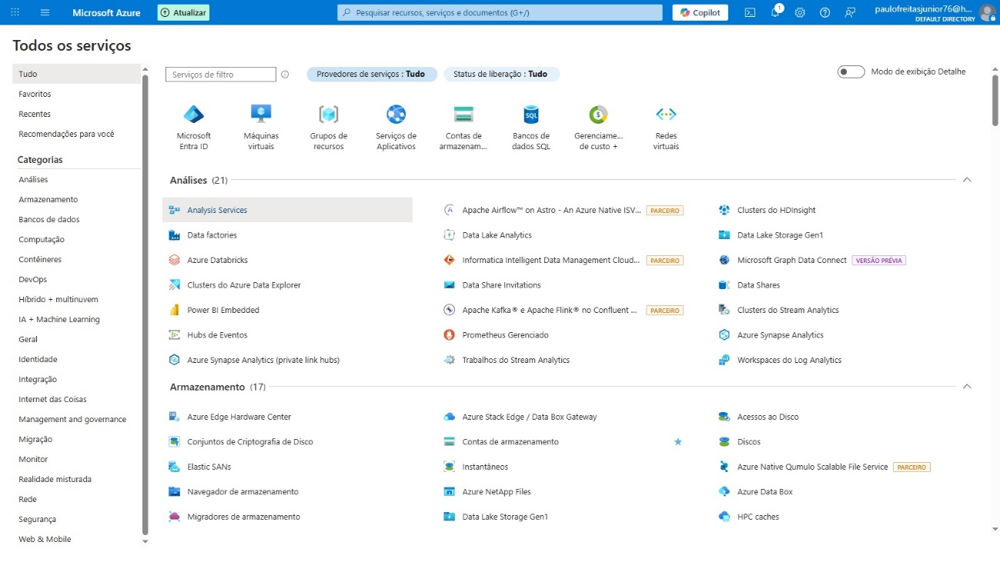 Microsoft Azure
Atualizar
Pesquisar recursos, serviços e documentos (G+/)
Copilot
1
paulofreitasjunior76@h...
DEFAULT DIRECTORY
Todos os serviços
Tudo
Favoritos
Recentes
Recomendações para você
Categorias
Análises
Armazenamento
Bancos de dados
Computação
Contêineres
DevOps
Híbrido + multinuvem
IA + Machine Learning
Geral
Identidade
Integração
Internet das Coisas
Management and governance
Migração
Monitor
Realidade misturada
Rede
Segurança
Web & Mobile
Serviços de filtro
Provedores de serviços : Tudo
Status de liberação : Tudo
Modo de exibição Detalhe
Microsoft
Entra ID
Máquinas
virtuais
Grupos de
recursos
Serviços de
Aplicativos
Contas de
armazenam...
SQL
Bancos de
dados SQL
Gerenciame...
de custo +
Redes
virtuais
Análises (21)
Analysis Services
Apache Airflow™ on Astro - An Azure Native ISV... PARCEIRO
Clusters do HDInsight
Data factories
Data Lake Analytics
Data Lake Storage Gen1
Azure Databricks
Informatica Intelligent Data Management Cloud... PARCEIRO
Microsoft Graph Data Connect VERSÃO PRÉVIA
Clusters do Azure Data Explorer
Data Share Invitations
Data Shares
Power BI Embedded
Apache Kafka® e Apache Flink® no Confluent ... PARCEIRO
Clusters do Stream Analytics
Hubs de Eventos
Prometheus Gerenciado
Azure Synapse Analytics
Azure Synapse Analytics (private link hubs)
Trabalhos do Stream Analytics
Workspaces do Log Analytics
Armazenamento (17)
Azure Edge Hardware Center
Azure Stack Edge / Data Box Gateway
Acessos ao Disco
Conjuntos de Criptografia de Disco
Contas de armazenamento
Discos
Elastic SANs
Instantâneos
Azure Native Qumulo Scalable File Service PARCEIRO
Navegador de armazenamento
Azure NetApp Files
Azure Data Box
Migradores de armazenamento
Data Lake Storage Gen1
HPC caches